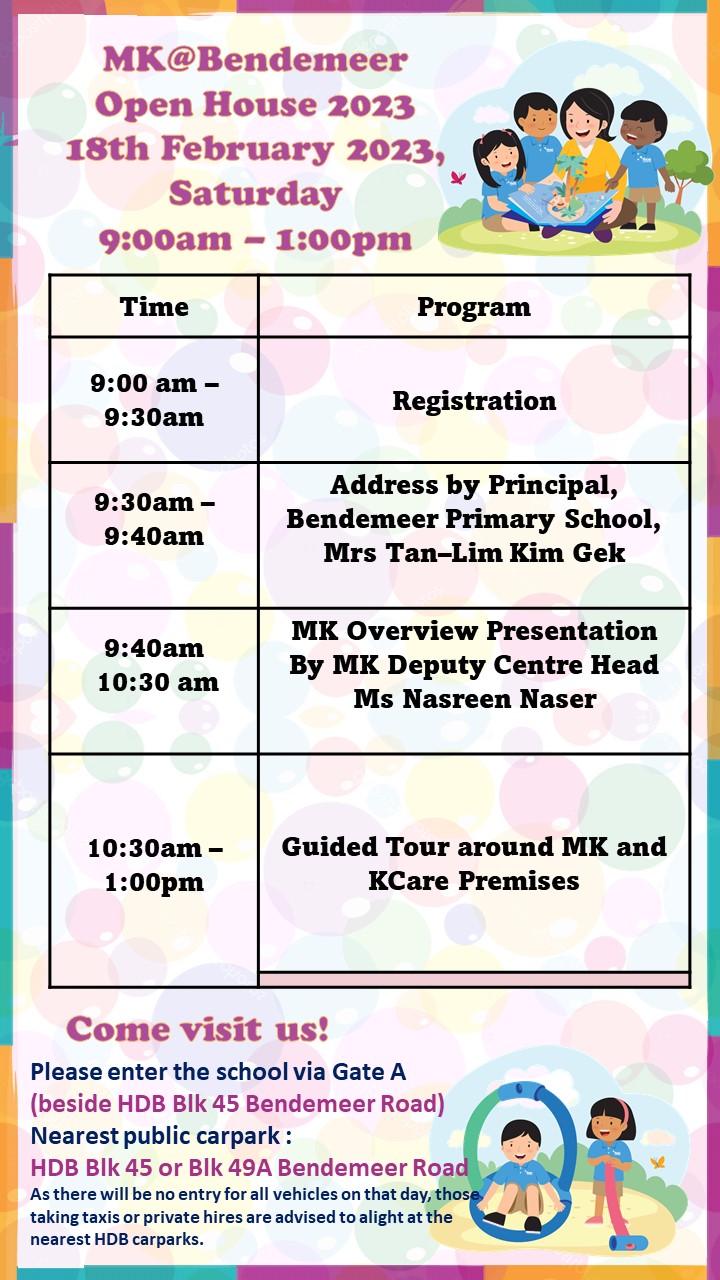 MK@Bendemeer
Open House 2023
18th February 2023,
Saturday
9:00am – 1:00pm
Time
Program
9:00 am –
9:30am
Registration
9:30am –
9:40am
Address by Principal,
Bendemeer Primary School,
Mrs Tan–Lim Kim Gek
9:40am
10:30 am
MK Overview Presentation
By MK Deputy Centre Head
Ms Nasreen Naser
10:30am –
1:00pm
Guided Tour around MK and
KCare Premises
Come visit us!
Please enter the school via Gate A
(beside HDB Blk 45 Bendemeer Road)
Nearest public carpark :
HDB Blk 45 or Blk 49A Bendemeer Road
As there will be no entry for all vehicles on that day, those
taking taxis or private hires are advised to alight at the
nearest HDB carparks.